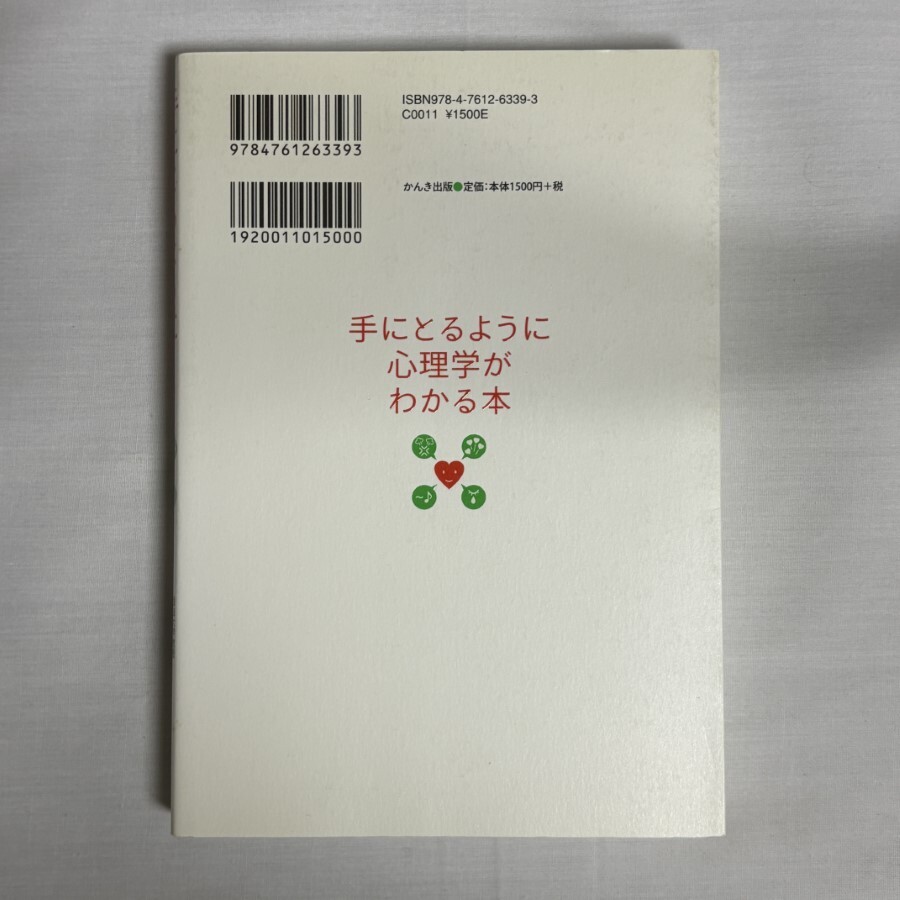 ISBN978-4-7612-6339-3
C0011 ¥1500E
9784761263393
かんき出版●定価:本体1500円+税
1920011015000
手にとるように
心理学が
わかる本